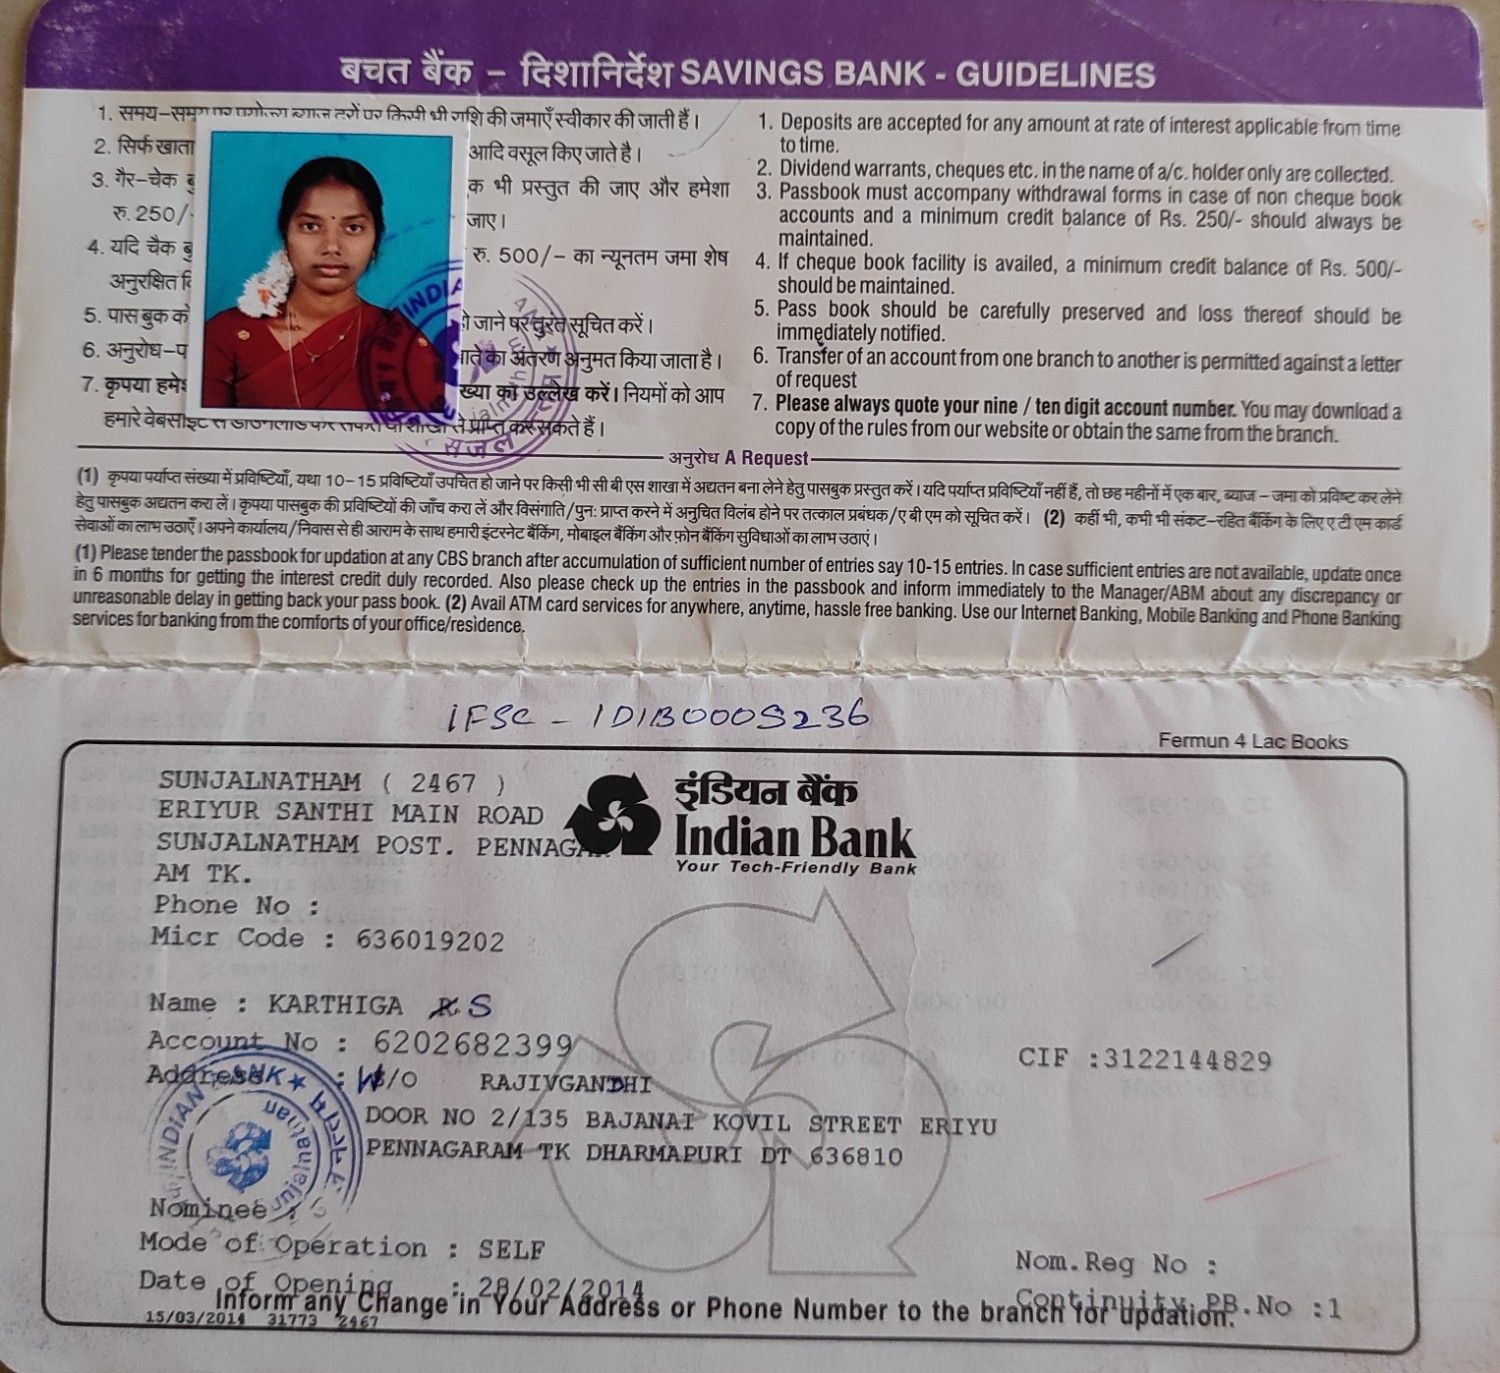 बचत बैंक – दिशानिर्देश SAVINGS BANK - GUIDELINES
1. समय-समय पर प्रयोज्य ब्याज दरों पर किसी भी राशि की जमाएँ स्वीकार की जाती हैं।
2. सिर्फ खाता
आदि वसूल किए जाते है।
3. गैर-चेक बु
क भी प्रस्तुत की जाए और हमेशा
रु. 250/-
जाए।
4. यदि चैक बु
रु. 500/- का न्यूनतम जमा शेष
अनुरक्षित
5. पास बुक को
हो जाने पर तुरंत सूचित करें।
6. अनुरोध-प
खाते का अंतरण अनुमत किया जाता है।
7. कृपया हमे
ख्या का उल्लेख करें। नियमों को आप
हमारे वेबसाइट से डाउनलोड कर सकते या शाखा से प्राप्त कर सकते हैं।
1. Deposits are accepted for any amount at rate of interest applicable from time
to time.
2. Dividend warrants, cheques etc. in the name of a/c. holder only are collected.
3. Passbook must accompany withdrawal forms in case of non cheque book
accounts and a minimum credit balance of Rs. 250/- should always be
maintained.
4. If cheque book facility is availed, a minimum credit balance of Rs. 500/-
should be maintained.
5. Pass book should be carefully preserved and loss thereof should be
immediately notified.
6. Transfer of an account from one branch to another is permitted against a letter
of request
7. Please always quote your nine / ten digit account number. You may download a
copy of the rules from our website or obtain the same from the branch.
अनुरोध A Request
(1) कृपया पर्याप्त संख्या में प्रविष्टियाँ, यथा 10-15 प्रविष्टियाँ उपचित हो जाने पर किसी भी सी बी एस शाखा में अद्यतन बना लेने हेतु पासबुक प्रस्तुत करें। यदि पर्याप्त प्रविष्टियाँ नहीं हैं, तो छह महीनों में एक बार, ब्याज – जमा को प्रविष्ट कर लेने
हेतु पासबुक अद्यतन करा लें। कृपया पासबुक की प्रविष्टियों की जाँच करा लें और विसंगति/पुन: प्राप्त करने में अनुचित विलंब होने पर तत्काल प्रबंधक/ए बी एम को सूचित करें। (2) कहीं भी, कभी भी संकट-रहित बैंकिंग के लिए ए टी एम कार्ड
सेवाओं का लाभ उठाएँ। अपने कार्यालय/निवास से ही आराम के साथ हमारी इंटरनेट बैंकिंग, मोबाइल बैंकिंग और फ़ोन बैंकिंग सुविधाओं का लाभ उठाएं।
(1) Please tender the passbook for updation at any CBS branch after accumulation of sufficient number of entries say 10-15 entries. In case sufficient entries are not available, update once
in 6 months for getting the interest credit duly recorded. Also please check up the entries in the passbook and inform immediately to the Manager/ABM about any discrepancy or
unreasonable delay in getting back your pass book. (2) Avail ATM card services for anywhere, anytime, hassle free banking. Use our Internet Banking, Mobile Banking and Phone Banking
services for banking from the comforts of your office/residence.
IFSC - IDIB000S236
Fermun 4 Lac Books
SUNJALNATHAM ( 2467 )
ERIYUR SANTHI MAIN ROAD
SUNJALNATHAM POST. PENNAGAR
AM TK.
Phone No :
Micr Code : 636019202
इंडियन बैंक
Indian Bank
Your Tech-Friendly Bank
Name : KARTHIGA S
Account No : 6202682399
CIF :3122144829
Address : W/O RAJIVGANDHI
DOOR NO 2/135 BAJANAI KOVIL STREET ERIYU
PENNAGARAM TK DHARMAPURI DT 636810
INDIAN BANK
Nominee :
Mode of Operation : SELF
Nom.Reg No :
Date of Opening : 28/02/2014
Continuity PB.No :1
Inform any Change in Your Address or Phone Number to the branch for updation.
15/03/2014 31773 2467